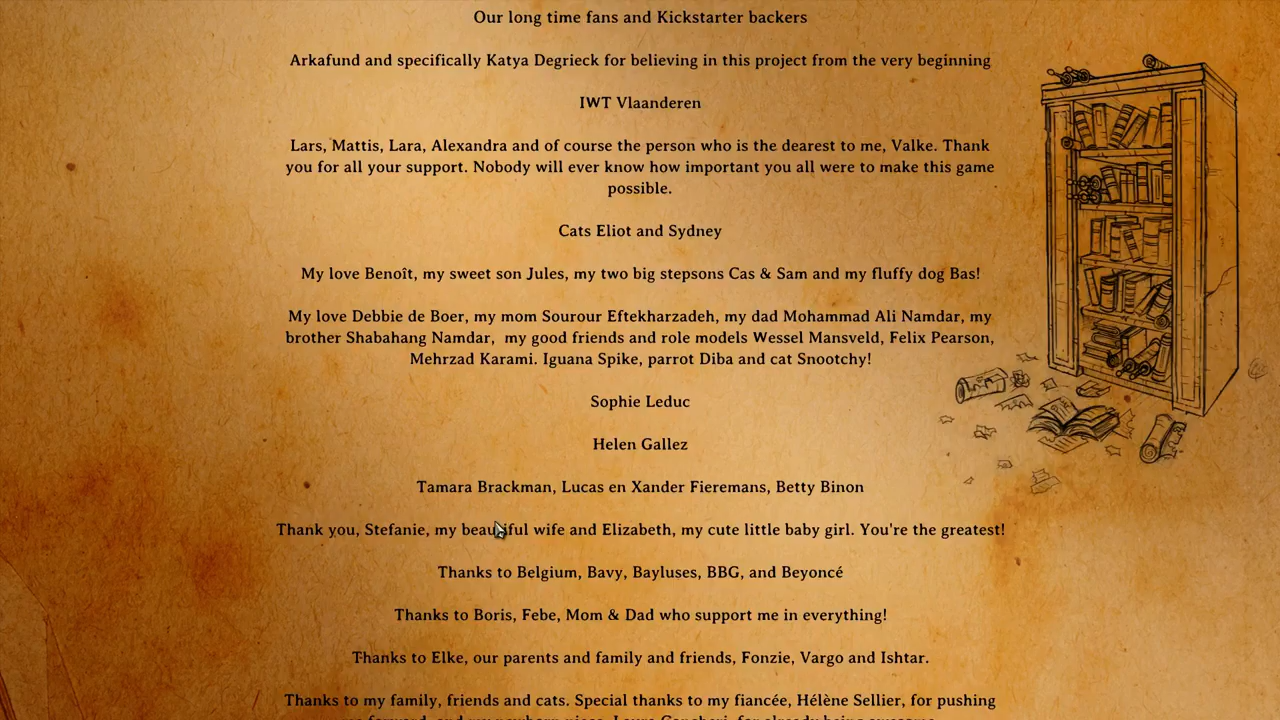 Our long time fans and Kickstarter backers
Arkafund and specifically Katya Degrieck for believing in this project from the very beginning
IWT Vlaanderen
Lars, Mattis, Lara, Alexandra and of course the person who is the dearest to me, Valke. Thank
you for all your support. Nobody will ever know how important you all were to make this game
possible.
Cats Eliot and Sydney
My love Benoît, my sweet son Jules, my two big stepsons Cas & Sam and my fluffy dog Bas!
My love Debbie de Boer, my mom Sourour Eftekharzadeh, my dad Mohammad Ali Namdar, my
brother Shabahang Namdar, my good friends and role models Wessel Mansveld, Felix Pearson,
Mehrzad Karami. Iguana Spike, parrot Diba and cat Snootchy!
Sophie Leduc
Helen Gallez
Tamara Brackman, Lucas en Xander Fieremans, Betty Binon
Thank you, Stefanie, my beautiful wife and Elizabeth, my cute little baby girl. You're the greatest!
Thanks to Belgium, Bavy, Bayluses, BBG, and Beyoncé
Thanks to Boris, Febe, Mom & Dad who support me in everything!
Thanks to Elke, our parents and family and friends, Fonzie, Vargo and Ishtar.
Thanks to my family, friends and cats. Special thanks to my fiancée, Hélène Sellier, for pushing